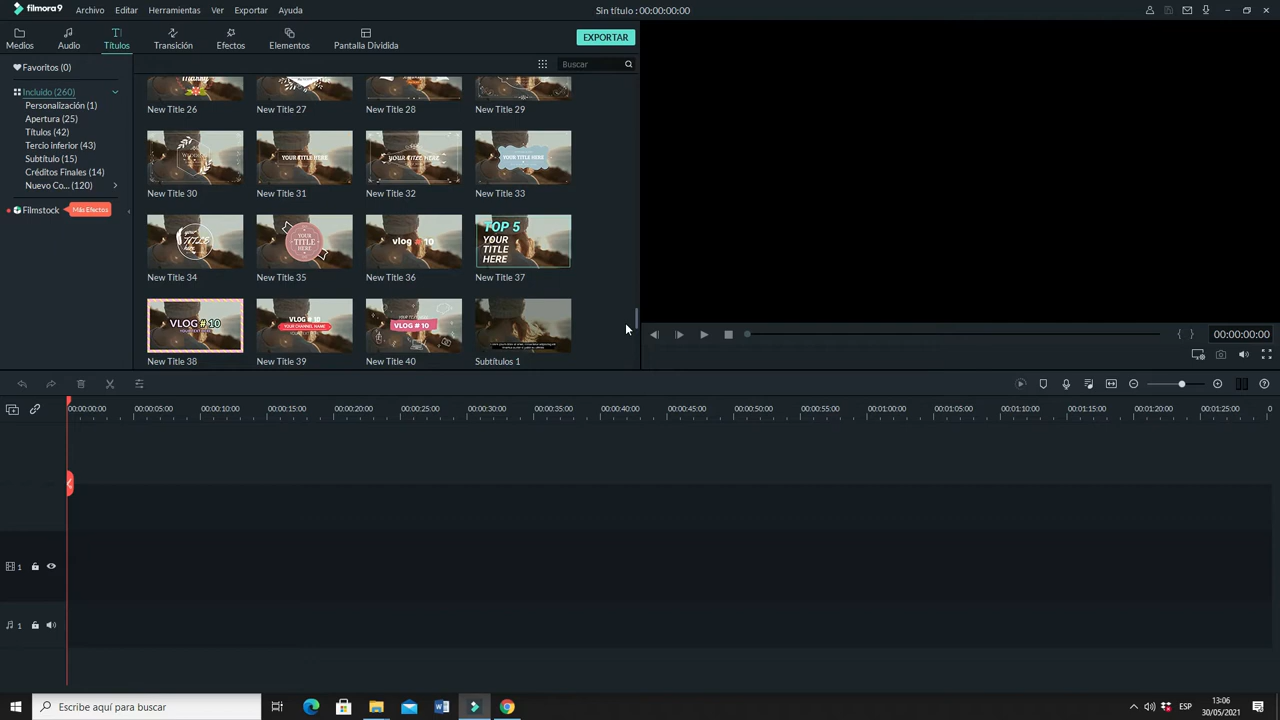 filmora9 Archivo Editar Herramientas Ver Exportar Ayuda Sin título : 00:00:00:00
Medios Audio Títulos Transición Efectos Elementos Pantalla Dividida EXPORTAR
Favoritos (0)
Buscar
Incluido (260)
Personalización (1)
Apertura (25)
Títulos (42)
Tercio inferior (43)
Subtítulo (15)
Créditos Finales (14)
Nuevo Co... (120)
Filmstock Más Efectos
New Title 26 New Title 27 New Title 28 New Title 29
YOUR TITLE HERE YOUR TITLE HERE YOUR TITLE HERE
New Title 30 New Title 31 New Title 32 New Title 33
your TITLE here
YOUR TITLE HERE
vlog # 10
TOP 5
YOUR
TITLE
HERE
New Title 34 New Title 35 New Title 36 New Title 37
VLOG # 10
VLOG # 10
YOUR CHANNEL NAME
VLOG # 10
New Title 38 New Title 39 New Title 40 Subtítulos 1
{ } 00:00:00:00
00:00:00:00 00:00:05:00 00:00:10:00 00:00:15:00 00:00:20:00 00:00:25:00 00:00:30:00 00:00:35:00 00:00:40:00 00:00:45:00 00:00:50:00 00:00:55:00 00:01:00:00 00:01:05:00 00:01:10:00 00:01:15:00 00:01:20:00 00:01:25:00 0
1
1
Escribe aquí para buscar
ESP
13:06
30/05/2021